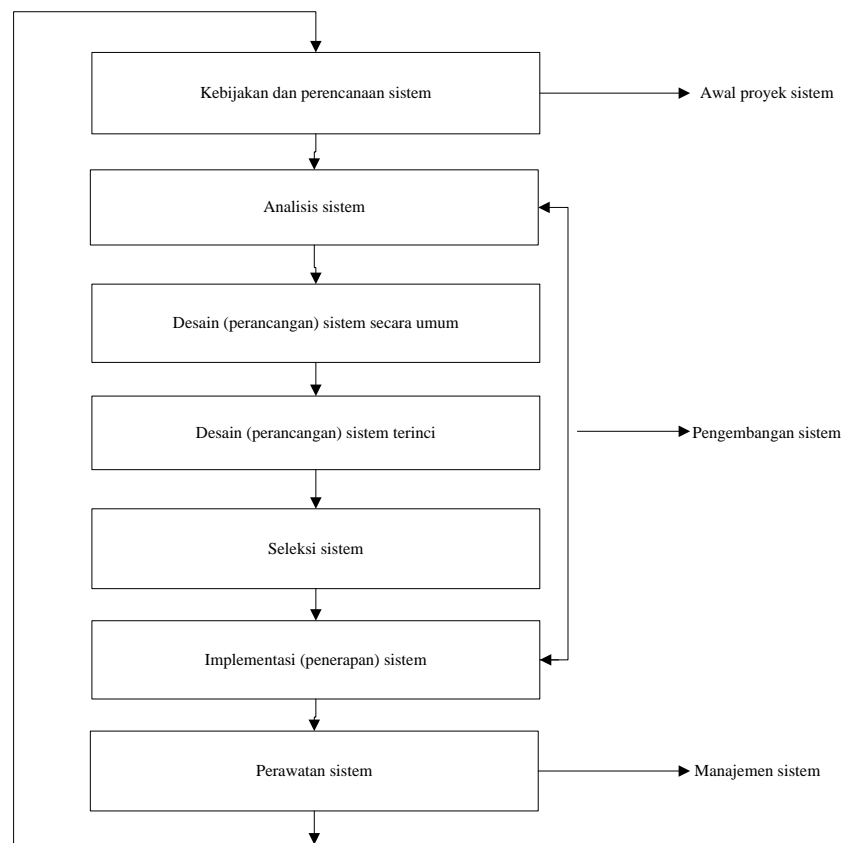 Kebijakan dan perencanaan sistem
Awal proyek sistem
Analisis sistem
Desain (perancangan) sistem secara umum
Desain (perancangan) sistem terinci
Pengembangan sistem
Seleksi sistem
Implementasi (penerapan) sistem
Perawatan sistem
Manajemen sistem